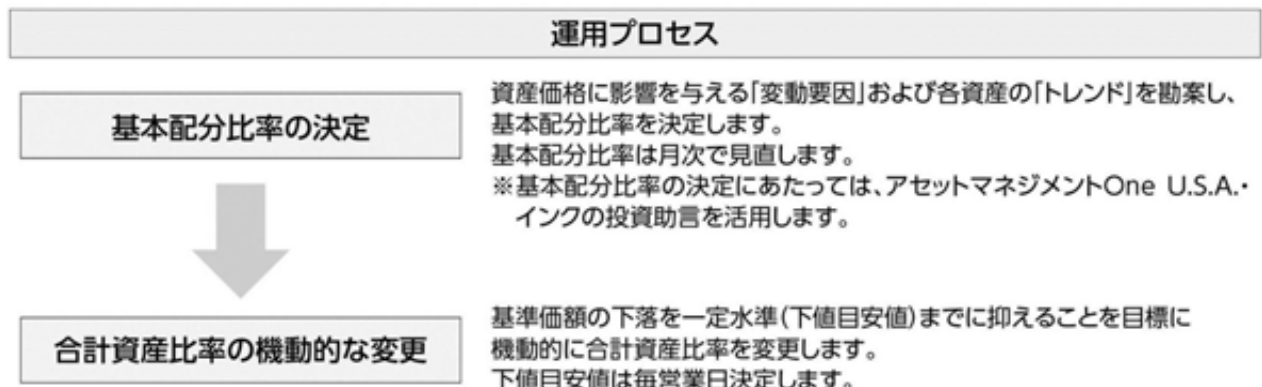 運用プロセス
基本配分比率の決定
資産価格に影響を与える「変動要因」および各資産の「トレンド」を勘案し、
基本配分比率を決定します。
基本配分比率は月次で見直します。
※基本配分比率の決定にあたっては、アセットマネジメントOne U.S.A.・
インクの投資助言を活用します。
合計資産比率の機動的な変更
基準価額の下落を一定水準(下値目安値)までに抑えることを目標に
機動的に合計資産比率を変更します。
下値目安値は毎営業日決定します。